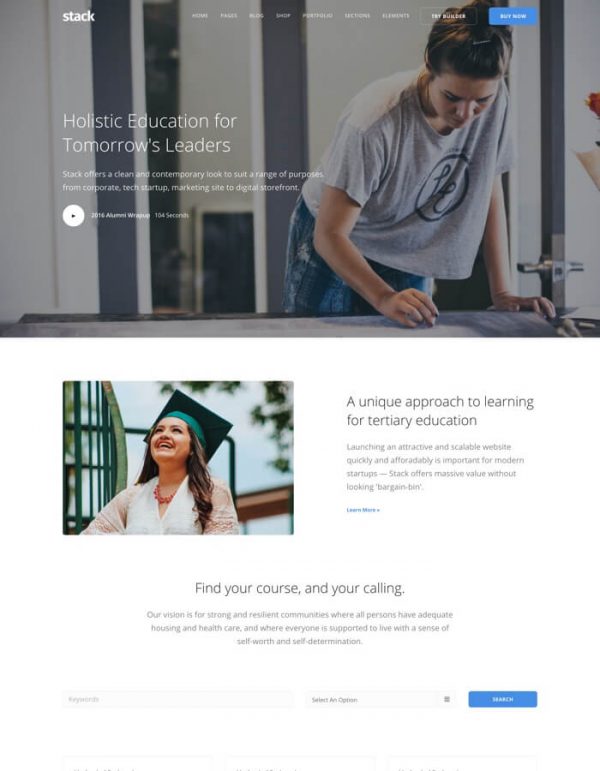 stack
HOME PAGES BLOG SHOP PORTFOLIO SECTIONS ELEMENTS TRY BUILDER BUY NOW
Holistic Education for
Tomorrow's Leaders
Stack offers a clean and contemporary look to suit a range of purposes
from corporate, tech startup, marketing site to digital storefront.
2016 Alumni Wrapup 104 Seconds
A unique approach to learning
for tertiary education
Launching an attractive and scalable website
quickly and afforadably is important for modern
startups — Stack offers massive value without
looking 'bargain-bin'.
Learn More »
Find your course, and your calling.
Our vision is for strong and resilient communities where all persons have adequate
housing and health care, and where everyone is supported to live with a sense of
self-worth and self-determination.
Keywords Select An Option SEARCH